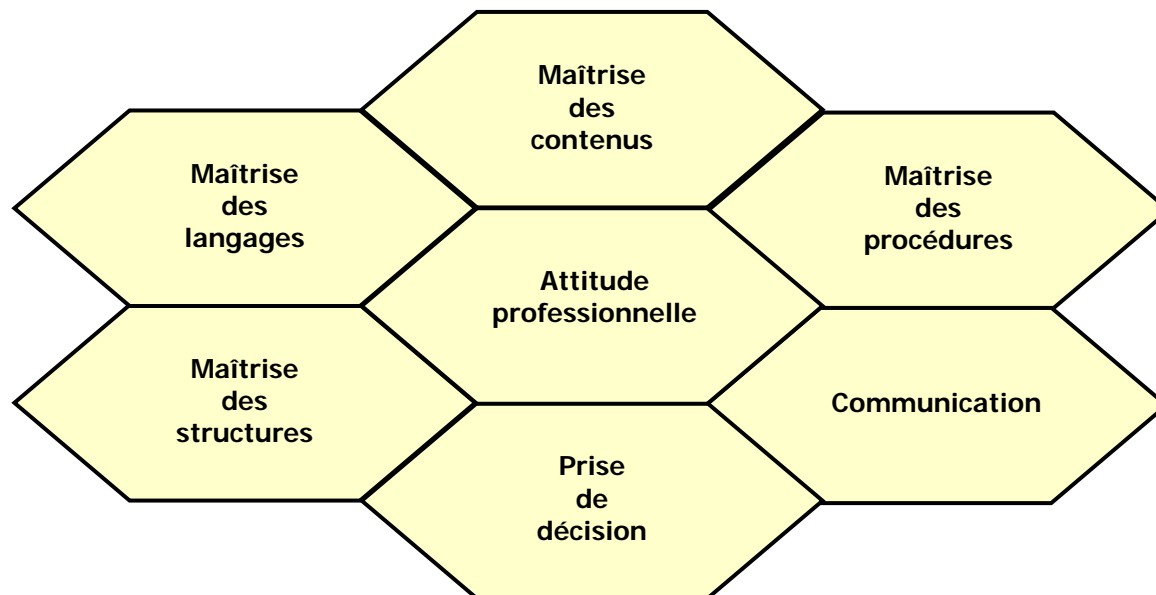 Maîtrise
des
contenus
Maîtrise
des
langages
Maîtrise
des
procédures
Attitude
professionnelle
Maîtrise
des
structures
Communication
Prise
de
décision